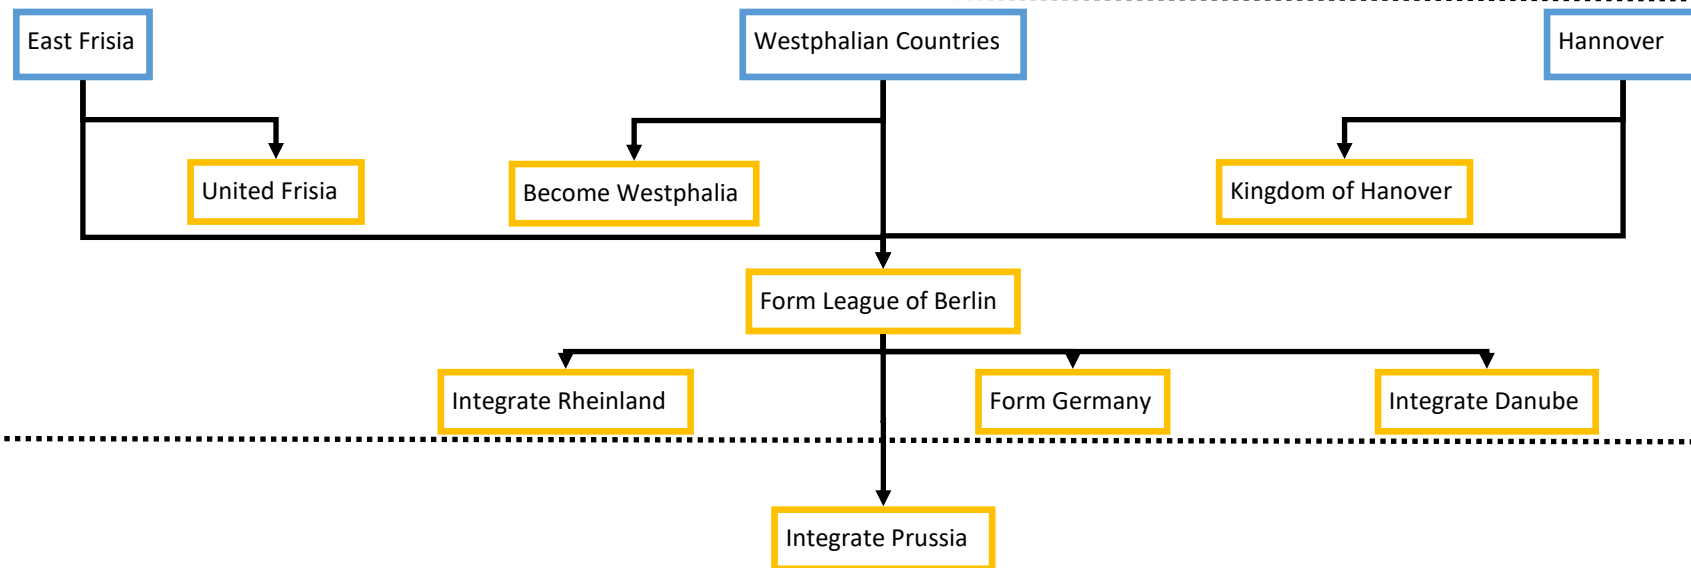 East Frisia
Westphalian Countries
Hannover
United Frisia
Become Westphalia
Kingdom of Hanover
Form League of Berlin
Integrate Rheinland
Form Germany
Integrate Danube
Integrate Prussia